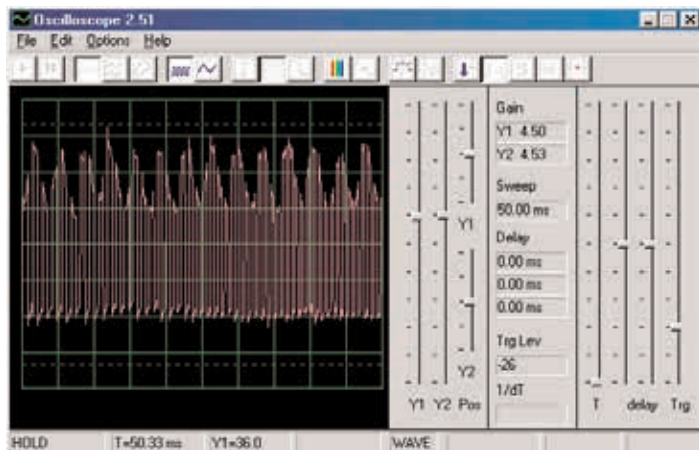 Oscilloscope 2.51
File Edit Options Help
Gain
Y1 4.50
Y2 4.53
Sweep
50.00 ms
Delay
0.00 ms
0.00 ms
0.00 ms
Trg Lev
-26
1/dT
Y1
Y2
Y1 Y2 Pos
T delay Trg
HOLD T=50.33 ms Y1=36.0 WAVE